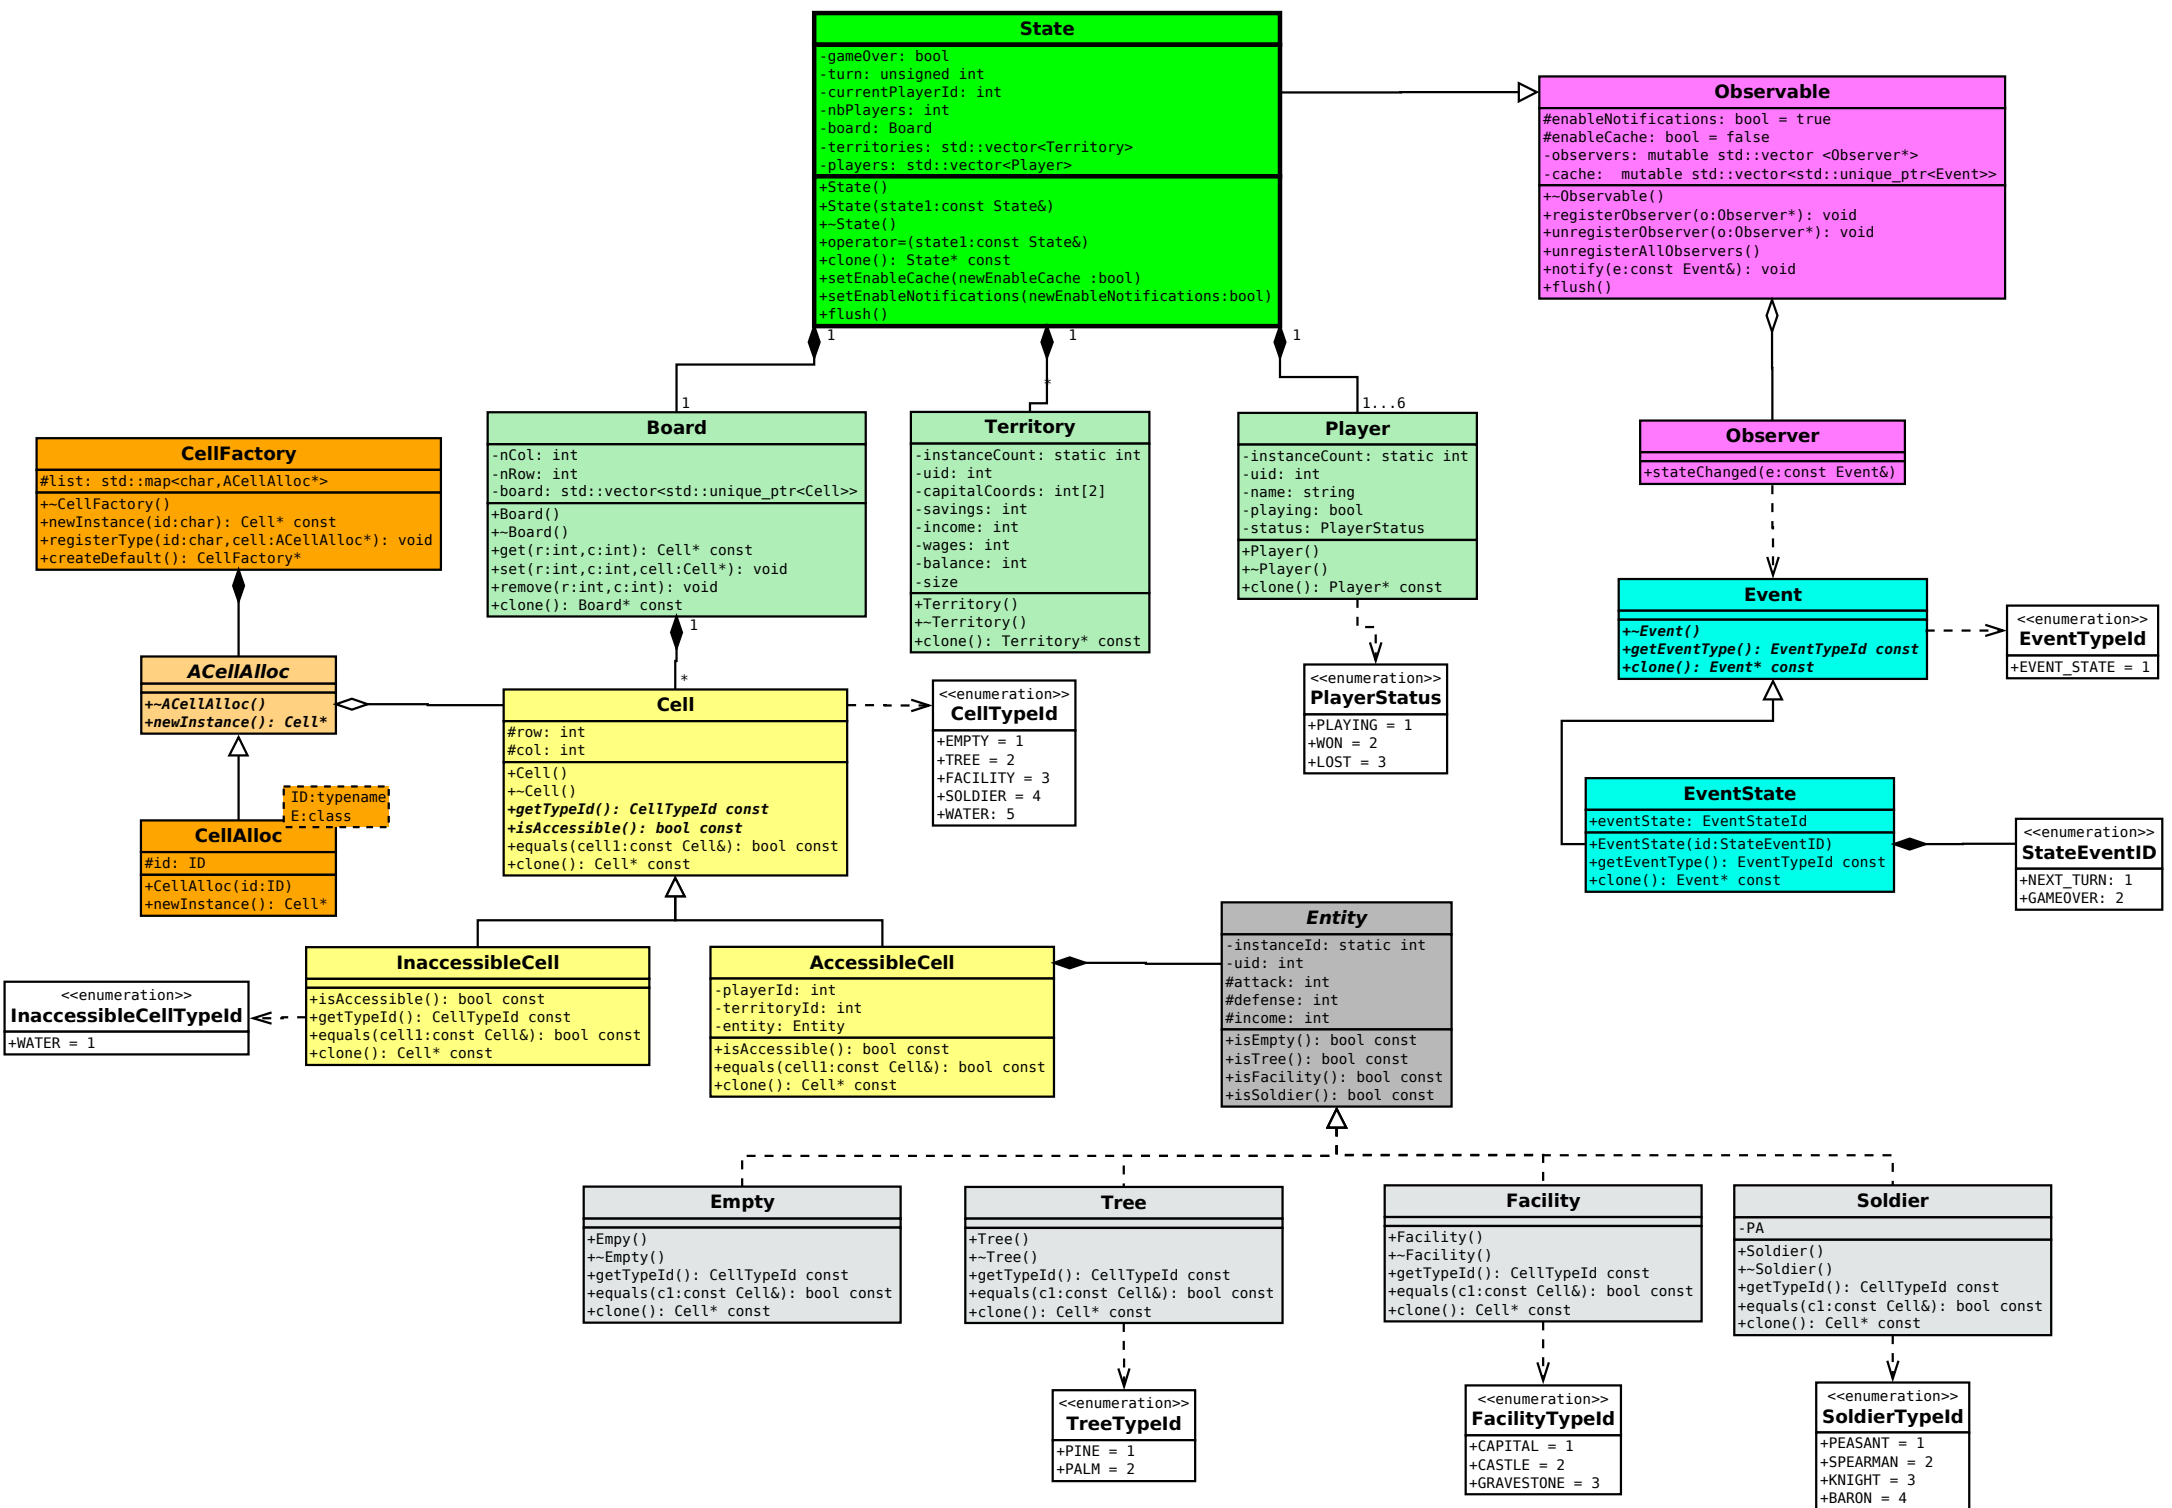 State
-gameOver: bool
-turn: unsigned int
-currentPlayerId: int
-nbPlayers: int
-board: Board
-territories: std::vector<Territory>
-players: std::vector<Player>
+State()
+State(state1:const State&)
+~State()
+operator=(state1:const State&)
+clone(): State* const
+setEnableCache(newEnableCache :bool)
+setEnableNotifications(newEnableNotifications:bool)
+flush()
Observable
#enableNotifications: bool = true
#enableCache: bool = false
-observers: mutable std::vector <Observer*>
-cache:  mutable std::vector<std::unique_ptr<Event>>
+~Observable()
+registerObserver(o:Observer*): void
+unregisterObserver(o:Observer*): void
+unregisterAllObservers()
+notify(e:const Event&): void
+flush()
1
1
1
*
1
1...6
CellFactory
#list: std::map<char,ACellAlloc*>
+~CellFactory()
+newInstance(id:char): Cell* const
+registerType(id:char,cell:ACellAlloc*): void
+createDefault(): CellFactory*
Board
-nCol: int
-nRow: int
-board: std::vector<std::unique_ptr<Cell>>
+Board()
+~Board()
+get(r:int,c:int): Cell* const
+set(r:int,c:int,cell:Cell*): void
+remove(r:int,c:int): void
+clone(): Board* const
1
*
Territory
-instanceCount: static int
-uid: int
-capitalCoords: int[2]
-savings: int
-income: int
-wages: int
-balance: int
-size
+Territory()
+~Territory()
+clone(): Territory* const
Player
-instanceCount: static int
-uid: int
-name: string
-playing: bool
-status: PlayerStatus
+Player()
+~Player()
+clone(): Player* const
Observer
+stateChanged(e:const Event&)
Event
+~Event()
+getEventType(): EventTypeId const
+clone(): Event* const
<<enumeration>>
EventTypeId
+EVENT_STATE = 1
ACellAlloc
+~ACellAlloc()
+newInstance(): Cell*
Cell
#row: int
#col: int
+Cell()
+~Cell()
+getTypeId(): CellTypeId const
+isAccessible(): bool const
+equals(cell1:const Cell&): bool const
+clone(): Cell* const
<<enumeration>>
CellTypeId
+EMPTY = 1
+TREE = 2
+FACILITY = 3
+SOLDIER = 4
+WATER: 5
<<enumeration>>
PlayerStatus
+PLAYING = 1
+WON = 2
+LOST = 3
ID:typename
E:class
CellAlloc
#id: ID
+CellAlloc(id:ID)
+newInstance(): Cell*
EventState
+eventState: EventStateId
+EventState(id:StateEventID)
+getEventType(): EventTypeId const
+clone(): Event* const
<<enumeration>>
StateEventID
+NEXT_TURN: 1
+GAMEOVER: 2
<<enumeration>>
InaccessibleCellTypeId
+WATER = 1
InaccessibleCell
+isAccessible(): bool const
+getTypeId(): CellTypeId const
+equals(cell1:const Cell&): bool const
+clone(): Cell* const
AccessibleCell
-playerId: int
-territoryId: int
-entity: Entity
+isAccessible(): bool const
+equals(cell1:const Cell&): bool const
+clone(): Cell* const
Entity
-instanceId: static int
-uid: int
#attack: int
#defense: int
#income: int
+isEmpty(): bool const
+isTree(): bool const
+isFacility(): bool const
+isSoldier(): bool const
Empty
+Empy()
+~Empty()
+getTypeId(): CellTypeId const
+equals(c1:const Cell&): bool const
+clone(): Cell* const
Tree
+Tree()
+~Tree()
+getTypeId(): CellTypeId const
+equals(c1:const Cell&): bool const
+clone(): Cell* const
Facility
+Facility()
+~Facility()
+getTypeId(): CellTypeId const
+equals(c1:const Cell&): bool const
+clone(): Cell* const
Soldier
-PA
+Soldier()
+~Soldier()
+getTypeId(): CellTypeId const
+equals(c1:const Cell&): bool const
+clone(): Cell* const
<<enumeration>>
TreeTypeId
+PINE = 1
+PALM = 2
<<enumeration>>
FacilityTypeId
+CAPITAL = 1
+CASTLE = 2
+GRAVESTONE = 3
<<enumeration>>
SoldierTypeId
+PEASANT = 1
+SPEARMAN = 2
+KNIGHT = 3
+BARON = 4